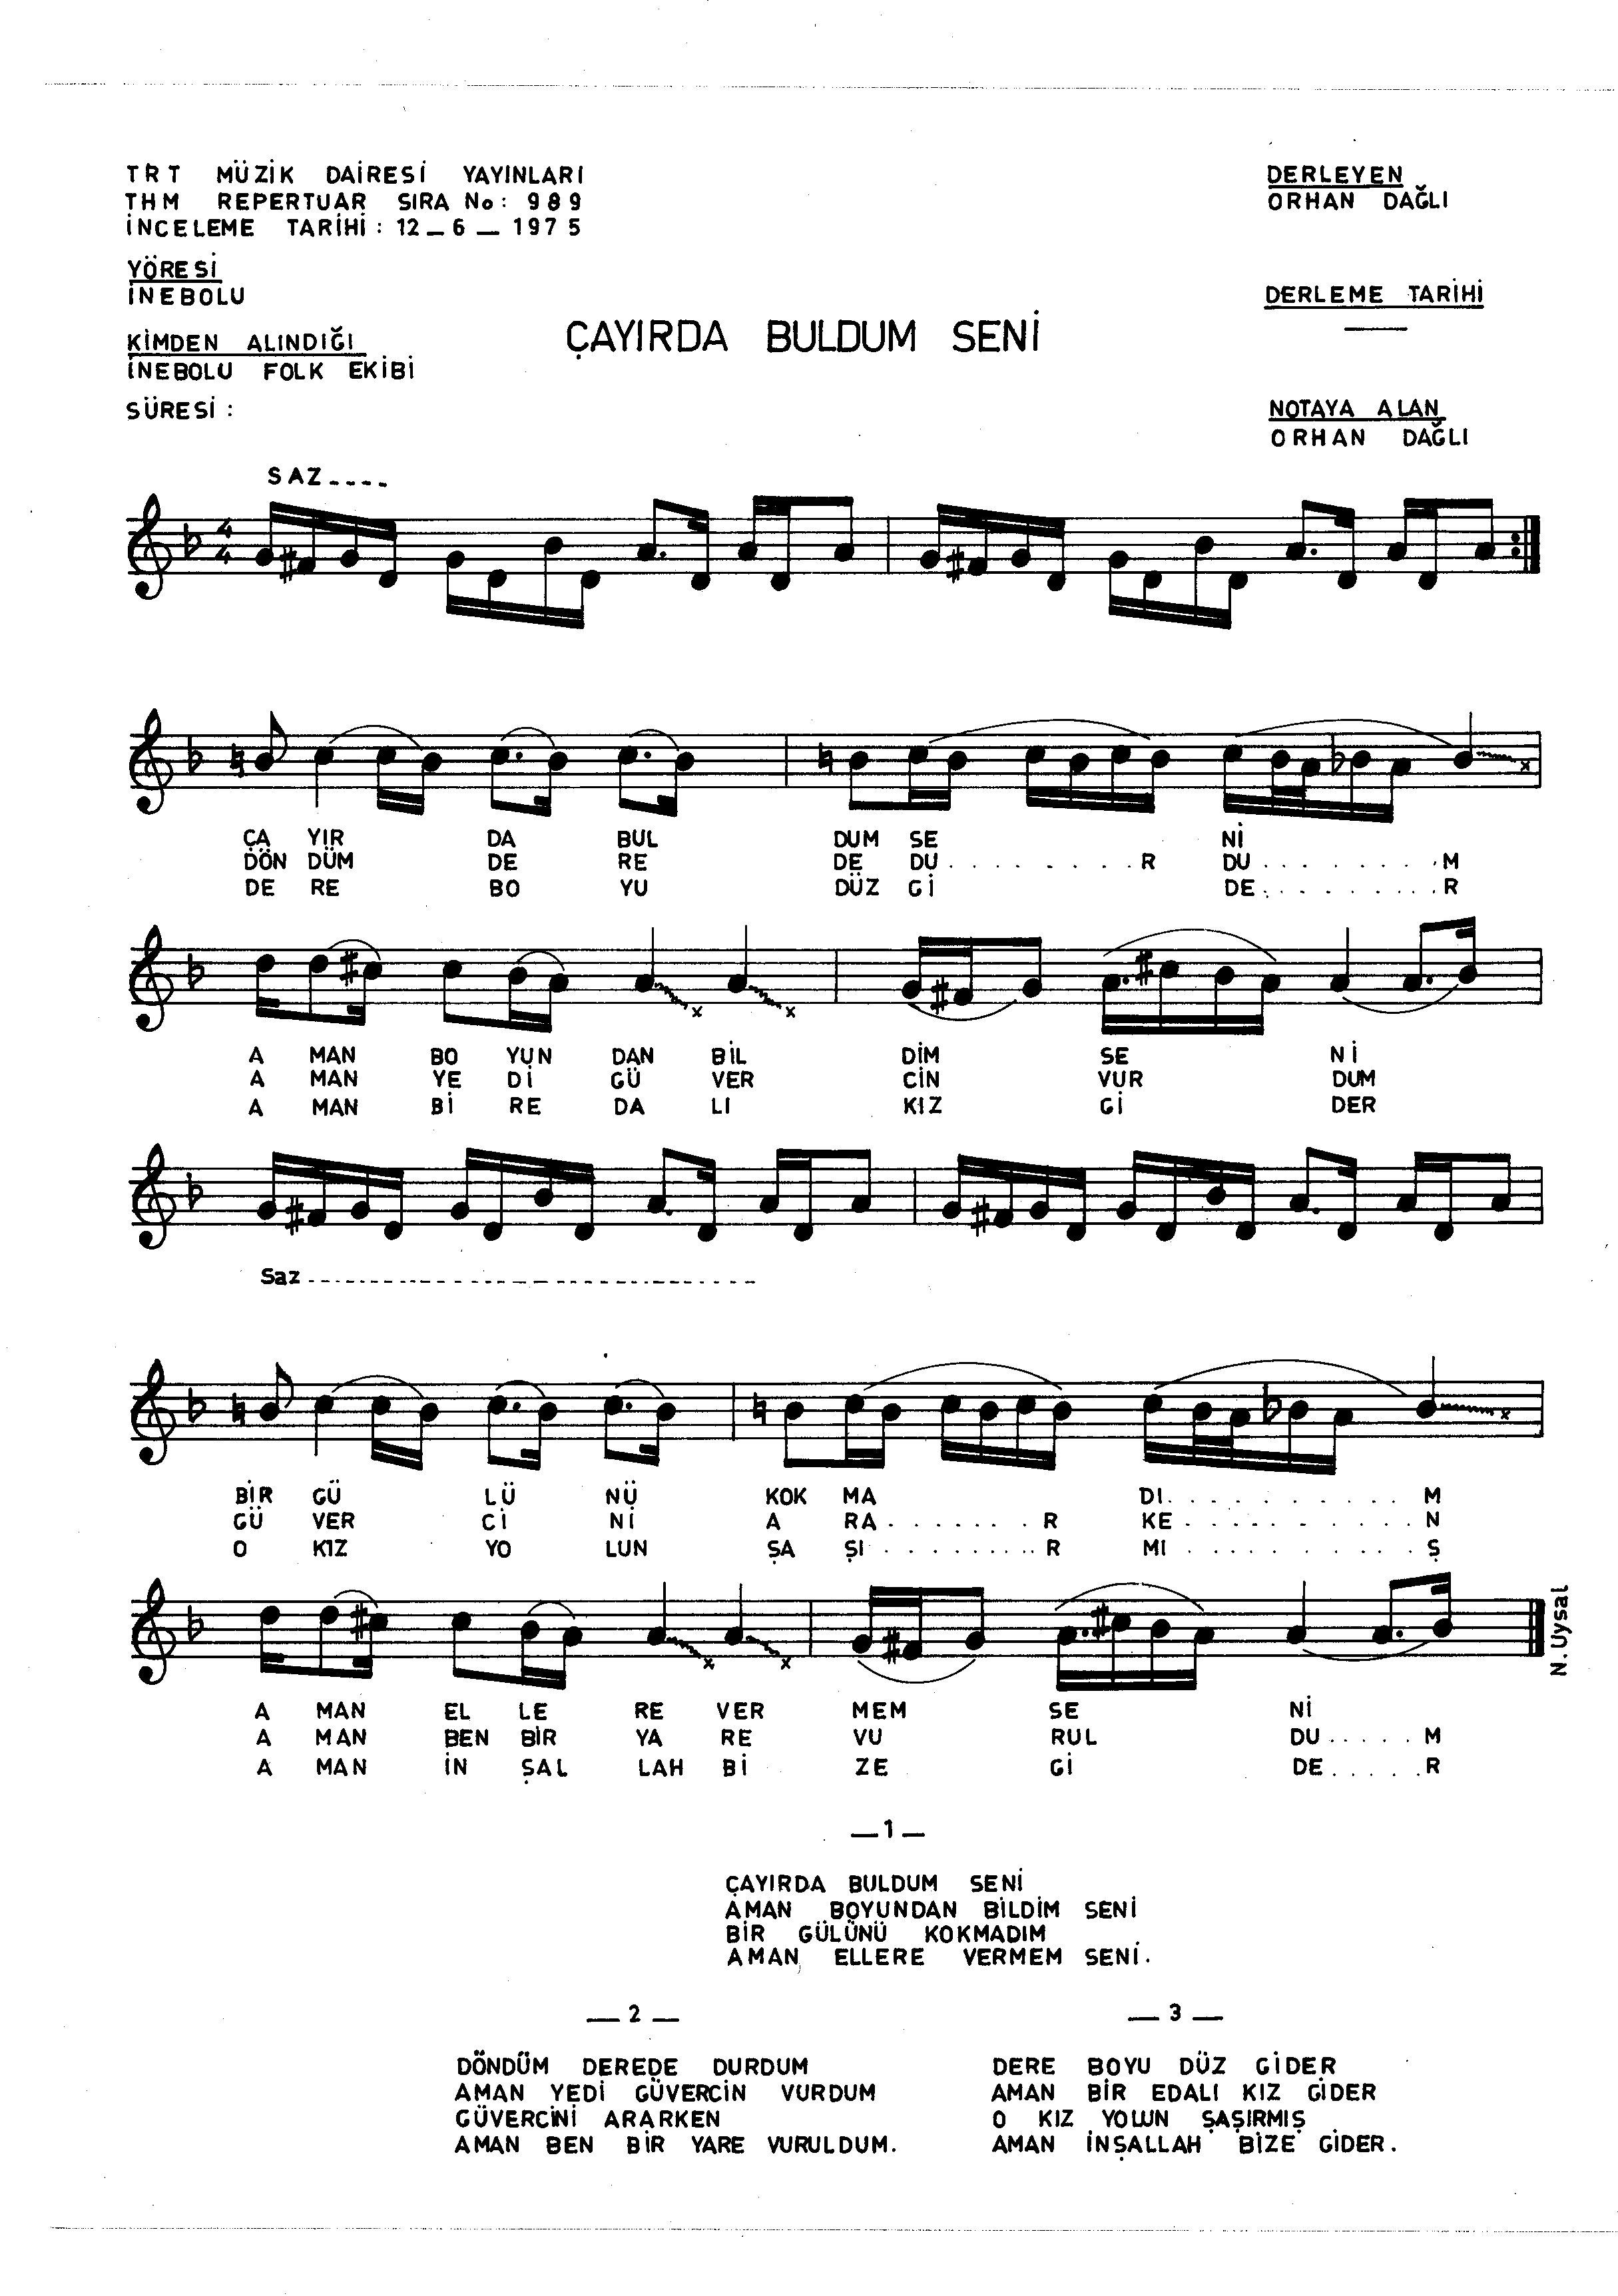 TRT MÜZİK DAİRESİ YAYINLARI
THM REPERTUAR SIRA No: 989
İNCELEME TARİHİ: 12_6_1975
DERLEYEN
ORHAN DAĞLI
YÖRESİ
İNEBOLU
DERLEME TARİHİ
KİMDEN ALINDIĞI
İNEBOLU FOLK EKİBİ
ÇAYIRDA BULDUM SENİ
SÜRESİ:
NOTAYA ALAN
ORHAN DAĞLI
SAZ----
4
4
ÇA YIR DA BUL DUM SE Nİ
DÖN DÜM DE RE DE DU........R DU.........M
DE RE BO YU DÜZ Gİ DE.........R
A MAN BO YUN DAN BİL DİM SE Nİ
A MAN YE Dİ GÜ VER CİN VUR DUM
A MAN Bİ RE DA LI KIZ Gİ DER
Saz------------------------------
BİR GÜ LÜ NÜ KOK MA DI..........M
GÜ VER Cİ Nİ A RA.......R KE..........N
O KIZ YO LUN ŞA ŞI........R MI..........Ş
A MAN EL LE RE VER MEM SE Nİ
A MAN BEN BİR YA RE VU RUL DU.....M
A MAN İN ŞAL LAH Bİ ZE Gİ DE.....R
N. Uysal
_1_
ÇAYIRDA BULDUM SENİ
AMAN BOYUNDAN BİLDİM SENİ
BİR GÜLÜNÜ KOKMADIM
AMAN ELLERE VERMEM SENİ.
_2_
DÖNDÜM DEREDE DURDUM
AMAN YEDİ GÜVERCİN VURDUM
GÜVERCİNİ ARARKEN
AMAN BEN BİR YARE VURULDUM.
_3_
DERE BOYU DÜZ GİDER
AMAN BİR EDALI KIZ GİDER
O KIZ YOLUN ŞAŞIRMIŞ
AMAN İNŞALLAH BİZE GİDER.